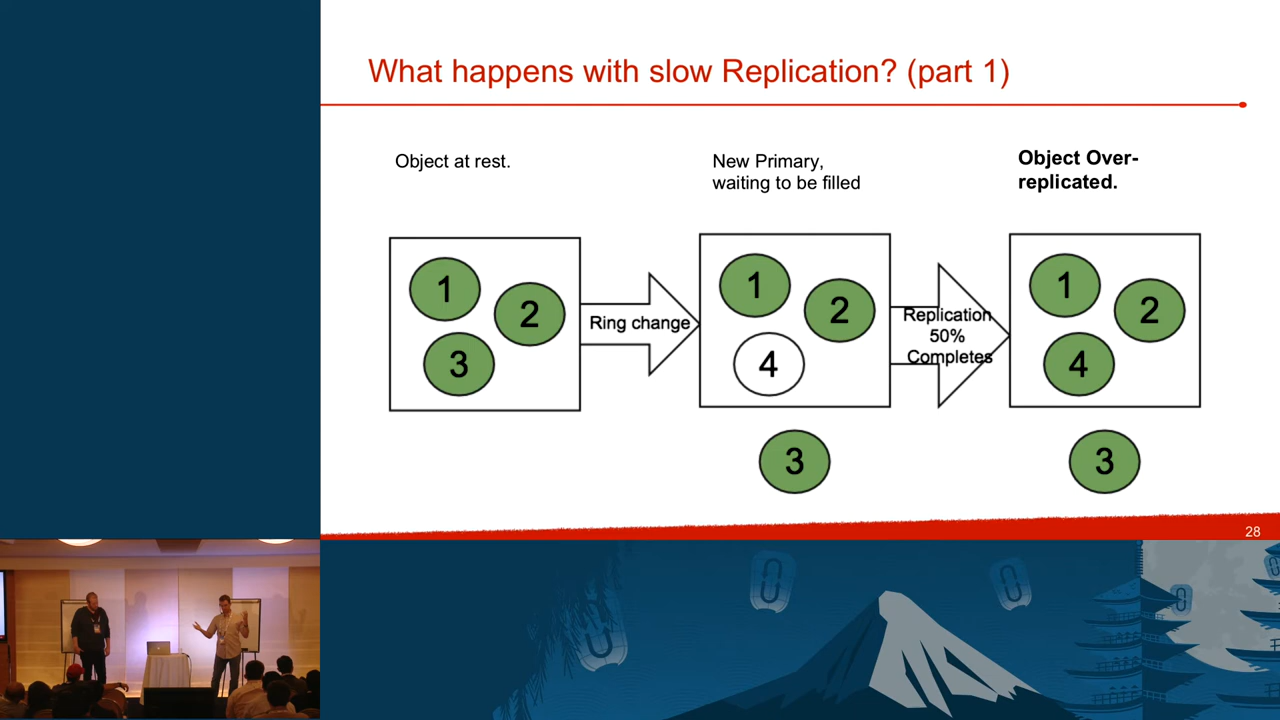 What happens with slow Replication? (part 1)
Object at rest.
New Primary,
waiting to be filled
Object Over-
replicated.
1
2
3
Ring change
1
2
4
3
Replication
50%
Completes
1
2
4
3
28